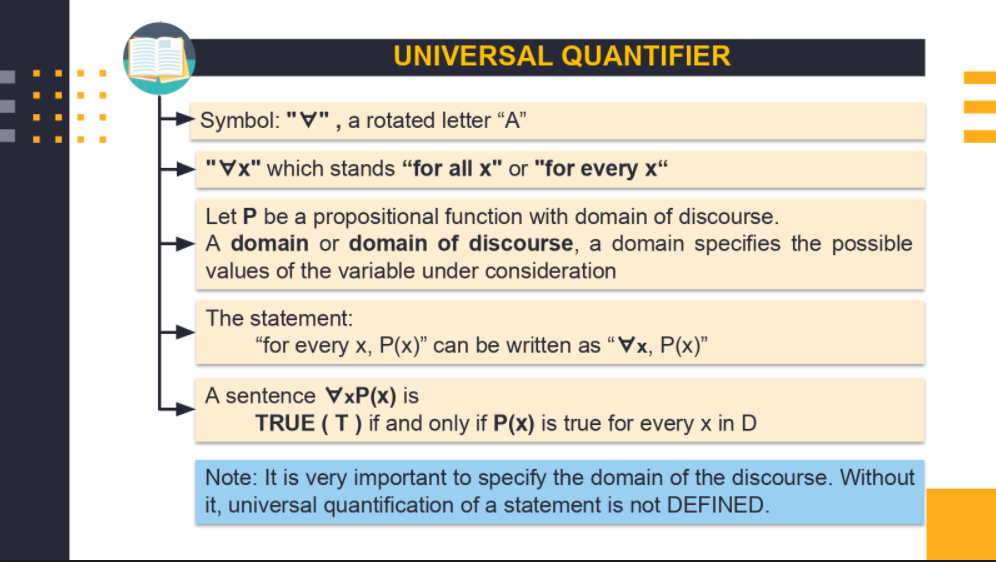 UNIVERSAL QUANTIFIER
Symbol: "∀" , a rotated letter “A”
"∀x" which stands “for all x" or "for every x“
Let P be a propositional function with domain of discourse.
A domain or domain of discourse, a domain specifies the possible
values of the variable under consideration
The statement:
“for every x, P(x)” can be written as “ ∀x, P(x)”
A sentence ∀xP(x) is
TRUE ( T ) if and only if P(x) is true for every x in D
Note: It is very important to specify the domain of the discourse. Without
it, universal quantification of a statement is not DEFINED.